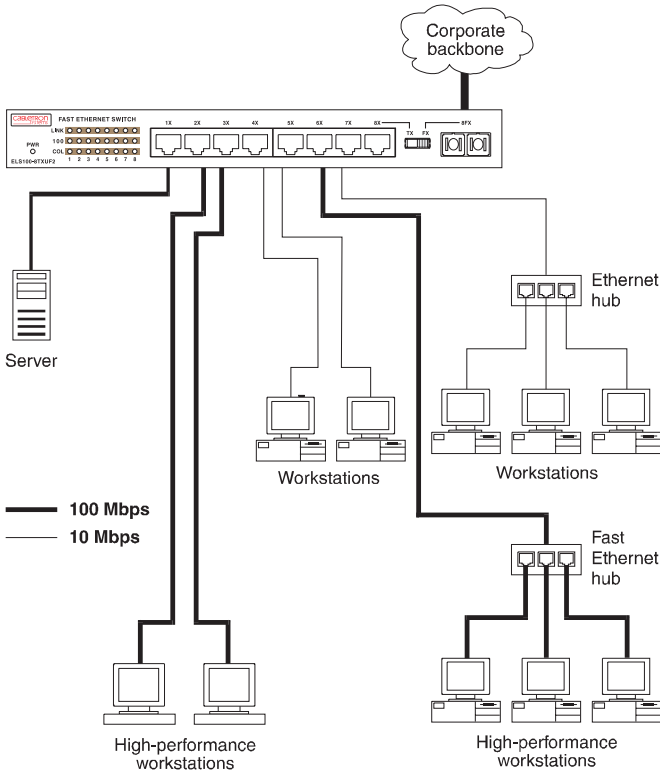 Corporate
backbone
CABLETRON
SYSTEMS
FAST ETHERNET SWITCH
1X 2X 3X 4X 5X 6X 7X 8X TX FX 8FX
LINK
100
PWR
COL
ELS100-8TXUF2 1 2 3 4 5 6 7 8
Ethernet
hub
Server
Workstations
Workstations
100 Mbps
10 Mbps
Fast
Ethernet
hub
High-performance
workstations
High-performance
workstations